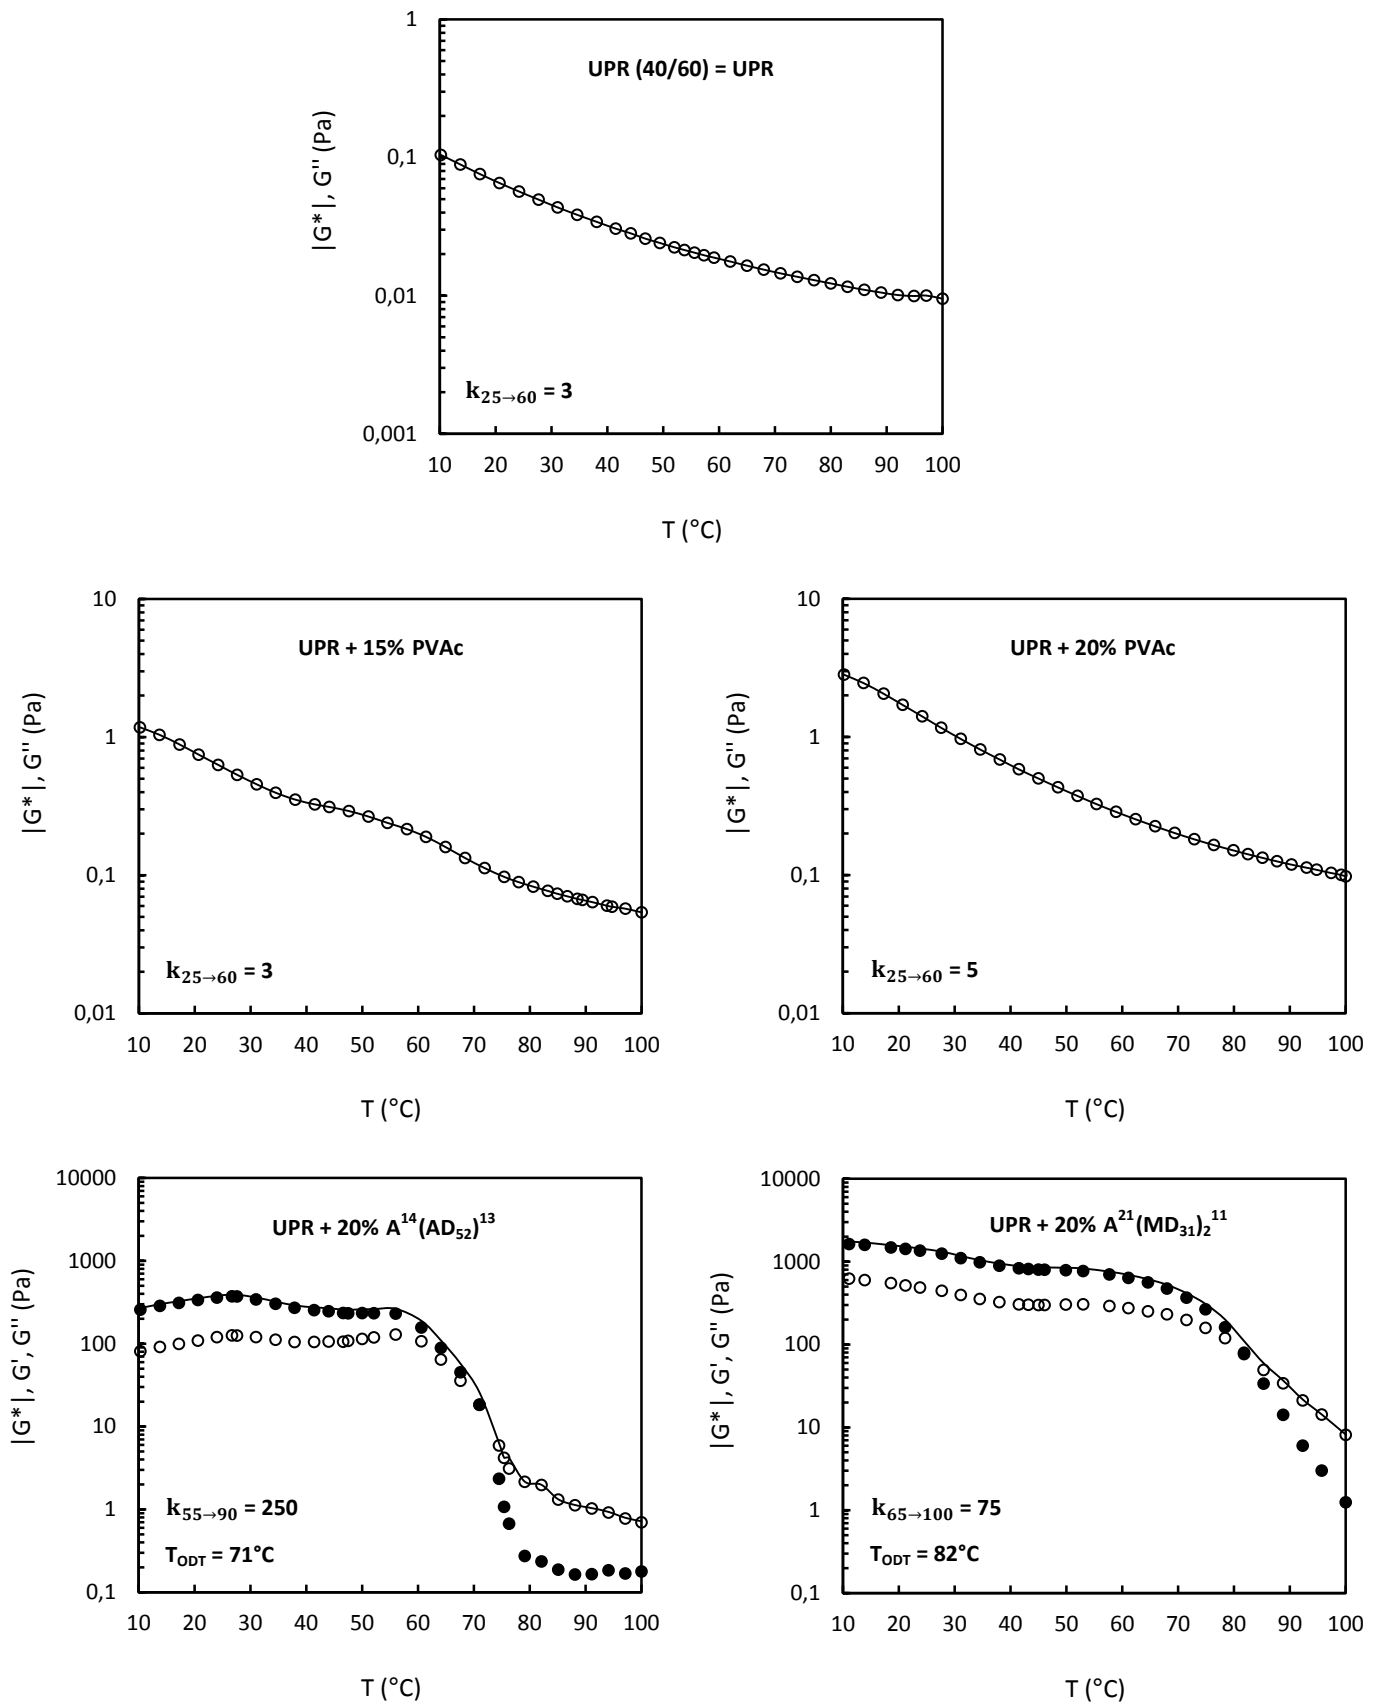 1
UPR (40/60) = UPR
0,1
|G*|, G'' (Pa)
0,01
k25→60 = 3
0,001
10 20 30 40 50 60 70 80 90 100
T (°C)
10
UPR + 15% PVAc
1
|G*|, G'' (Pa)
0,1
k25→60 = 3
0,01
10 20 30 40 50 60 70 80 90 100
T (°C)
10
UPR + 20% PVAc
1
|G*|, G'' (Pa)
0,1
k25→60 = 5
0,01
10 20 30 40 50 60 70 80 90 100
T (°C)
10000
UPR + 20% A14(AD52)13
1000
100
|G*|, G', G'' (Pa)
10
k55→90 = 250
1
TODT = 71°C
0,1
10 20 30 40 50 60 70 80 90 100
T (°C)
10000
UPR + 20% A21(MD31)211
1000
100
|G*|, G', G'' (Pa)
10
k65→100 = 75
1
TODT = 82°C
0,1
10 20 30 40 50 60 70 80 90 100
T (°C)